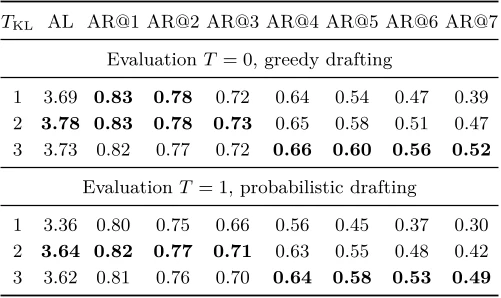 T_KL AL AR@1 AR@2 AR@3 AR@4 AR@5 AR@6 AR@7
Evaluation T = 0, greedy drafting
1 3.69 0.83 0.78 0.72 0.64 0.54 0.47 0.39
2 3.78 0.83 0.78 0.73 0.65 0.58 0.51 0.47
3 3.73 0.82 0.77 0.72 0.66 0.60 0.56 0.52
Evaluation T = 1, probabilistic drafting
1 3.36 0.80 0.75 0.66 0.56 0.45 0.37 0.30
2 3.64 0.82 0.77 0.71 0.63 0.55 0.48 0.42
3 3.62 0.81 0.76 0.70 0.64 0.58 0.53 0.49